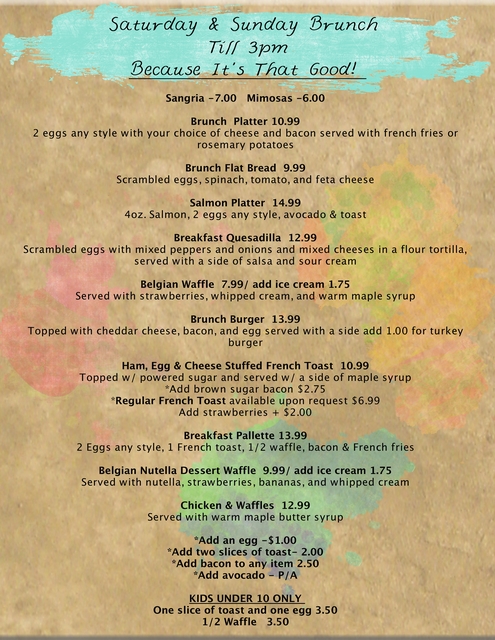 Saturday & Sunday Brunch
Till 3pm
Because It's That Good!
Sangria -7.00 Mimosas -6.00
Brunch Platter 10.99
2 eggs any style with your choice of cheese and bacon served with french fries or
rosemary potatoes
Brunch Flat Bread 9.99
Scrambled eggs, spinach, tomato, and feta cheese
Salmon Platter 14.99
4oz. Salmon, 2 eggs any style, avocado & toast
Breakfast Quesadilla 12.99
Scrambled eggs with mixed peppers and onions and mixed cheeses in a flour tortilla,
served with a side of salsa and sour cream
Belgian Waffle 7.99/ add ice cream 1.75
Served with strawberries, whipped cream, and warm maple syrup
Brunch Burger 13.99
Topped with cheddar cheese, bacon, and egg served with a side add 1.00 for turkey
burger
Ham, Egg & Cheese Stuffed French Toast 10.99
Topped w/ powered sugar and served w/ a side of maple syrup
*Add brown sugar bacon $2.75
*Regular French Toast available upon request $6.99
Add strawberries + $2.00
Breakfast Pallette 13.99
2 Eggs any style, 1 French toast, 1/2 waffle, bacon & French fries
Belgian Nutella Dessert Waffle 9.99/ add ice cream 1.75
Served with nutella, strawberries, bananas, and whipped cream
Chicken & Waffles 12.99
Served with warm maple butter syrup
*Add an egg -$1.00
*Add two slices of toast- 2.00
*Add bacon to any item 2.50
*Add avocado - P/A
KIDS UNDER 10 ONLY
One slice of toast and one egg 3.50
1/2 Waffle 3.50